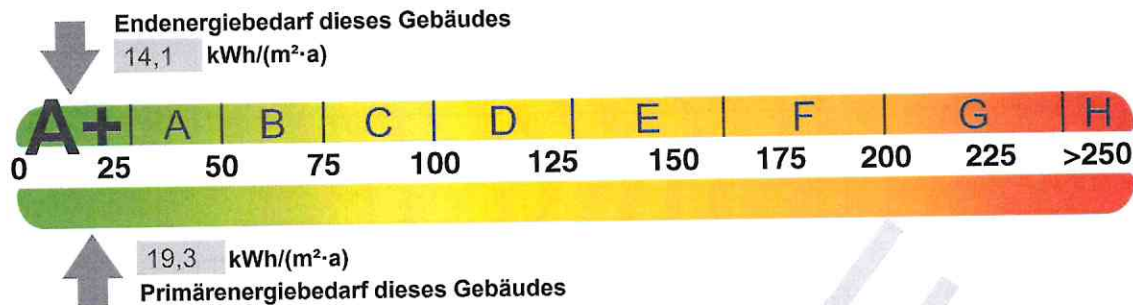 Endenergiebedarf dieses Gebäudes
14,1 kWh/(m²·a)
A+ A B C D E F G H
0 25 50 75 100 125 150 175 200 225 >250
19,3 kWh/(m²·a)
Primärenergiebedarf dieses Gebäudes